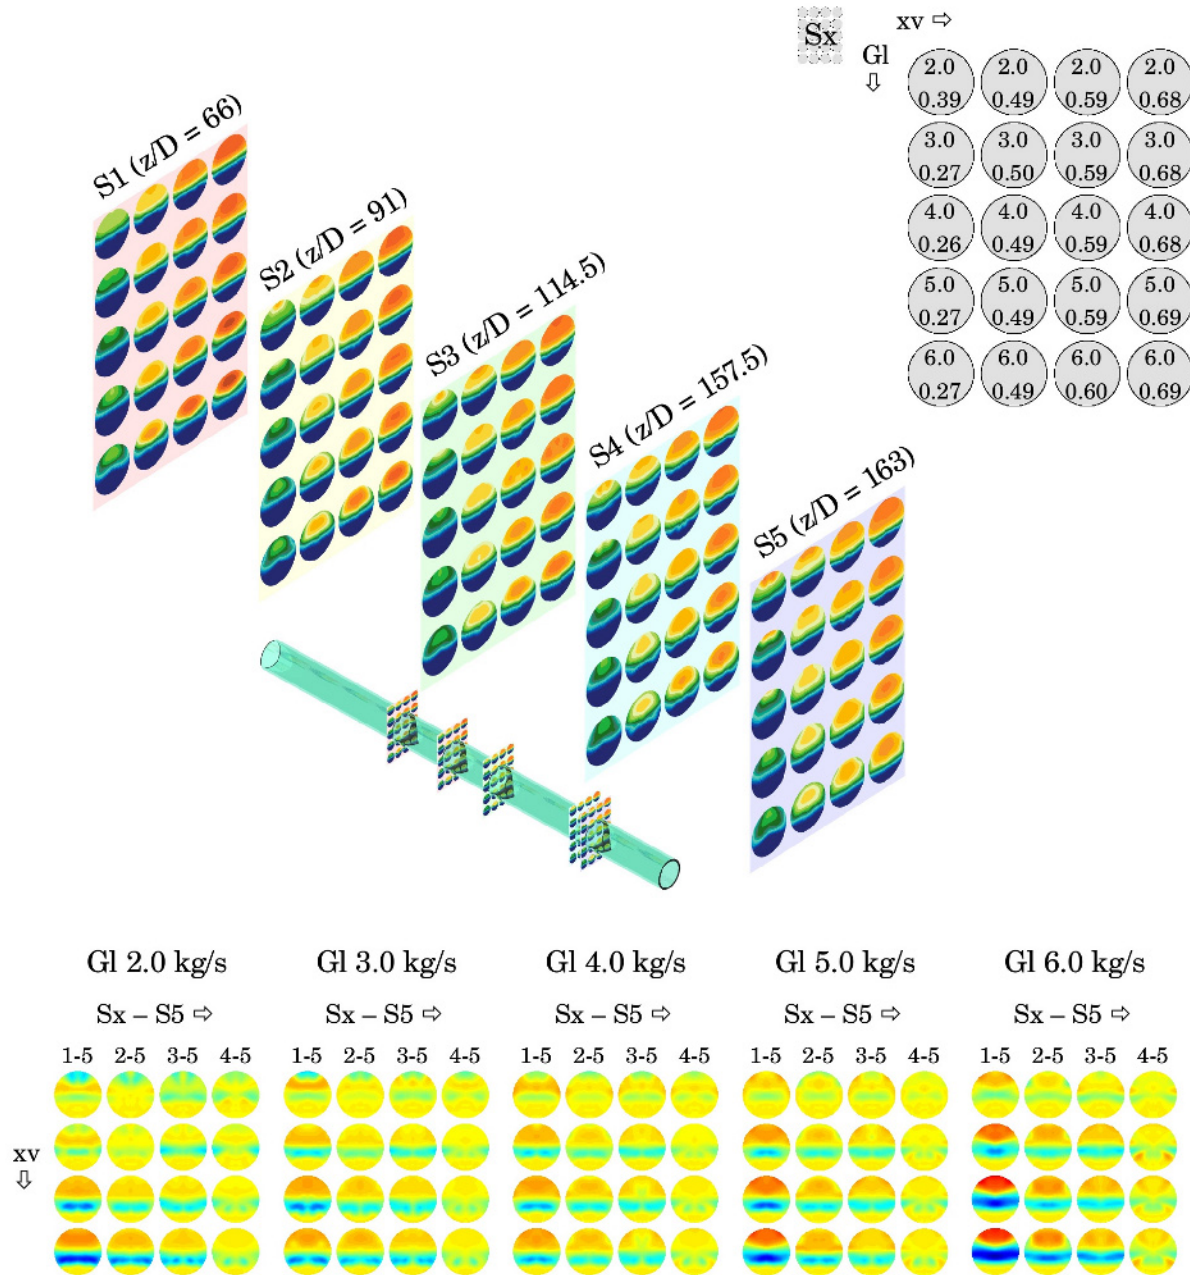 Sx
xv ⇨
Gl
⇩
2.0 2.0 2.0 2.0
0.39 0.49 0.59 0.68
3.0 3.0 3.0 3.0
0.27 0.50 0.59 0.68
4.0 4.0 4.0 4.0
0.26 0.49 0.59 0.68
5.0 5.0 5.0 5.0
0.27 0.49 0.59 0.69
6.0 6.0 6.0 6.0
0.27 0.49 0.60 0.69
S1 (z/D = 66)
S2 (z/D = 91)
S3 (z/D = 114.5)
S4 (z/D = 157.5)
S5 (z/D = 163)
Gl 2.0 kg/s Gl 3.0 kg/s Gl 4.0 kg/s Gl 5.0 kg/s Gl 6.0 kg/s
Sx – S5 ⇨ Sx – S5 ⇨ Sx – S5 ⇨ Sx – S5 ⇨ Sx – S5 ⇨
1-5 2-5 3-5 4-5 1-5 2-5 3-5 4-5 1-5 2-5 3-5 4-5 1-5 2-5 3-5 4-5 1-5 2-5 3-5 4-5
xv
⇩